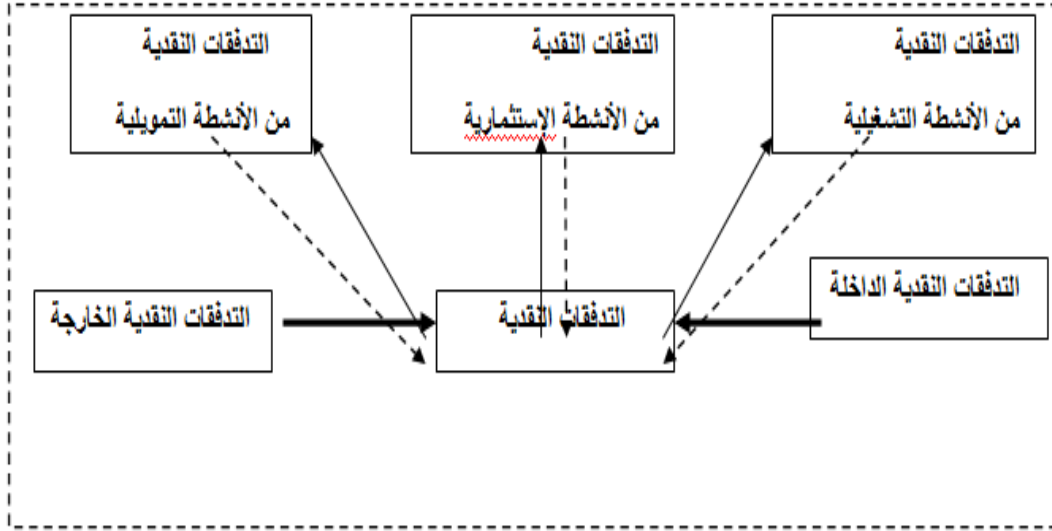 التدفقات النقدية
من الأنشطة التشغيلية
التدفقات النقدية
من الأنشطة الإستثمارية
التدفقات النقدية
من الأنشطة التمويلية
التدفقات النقدية الداخلة
التدفقات النقدية
التدفقات النقدية الخارجة